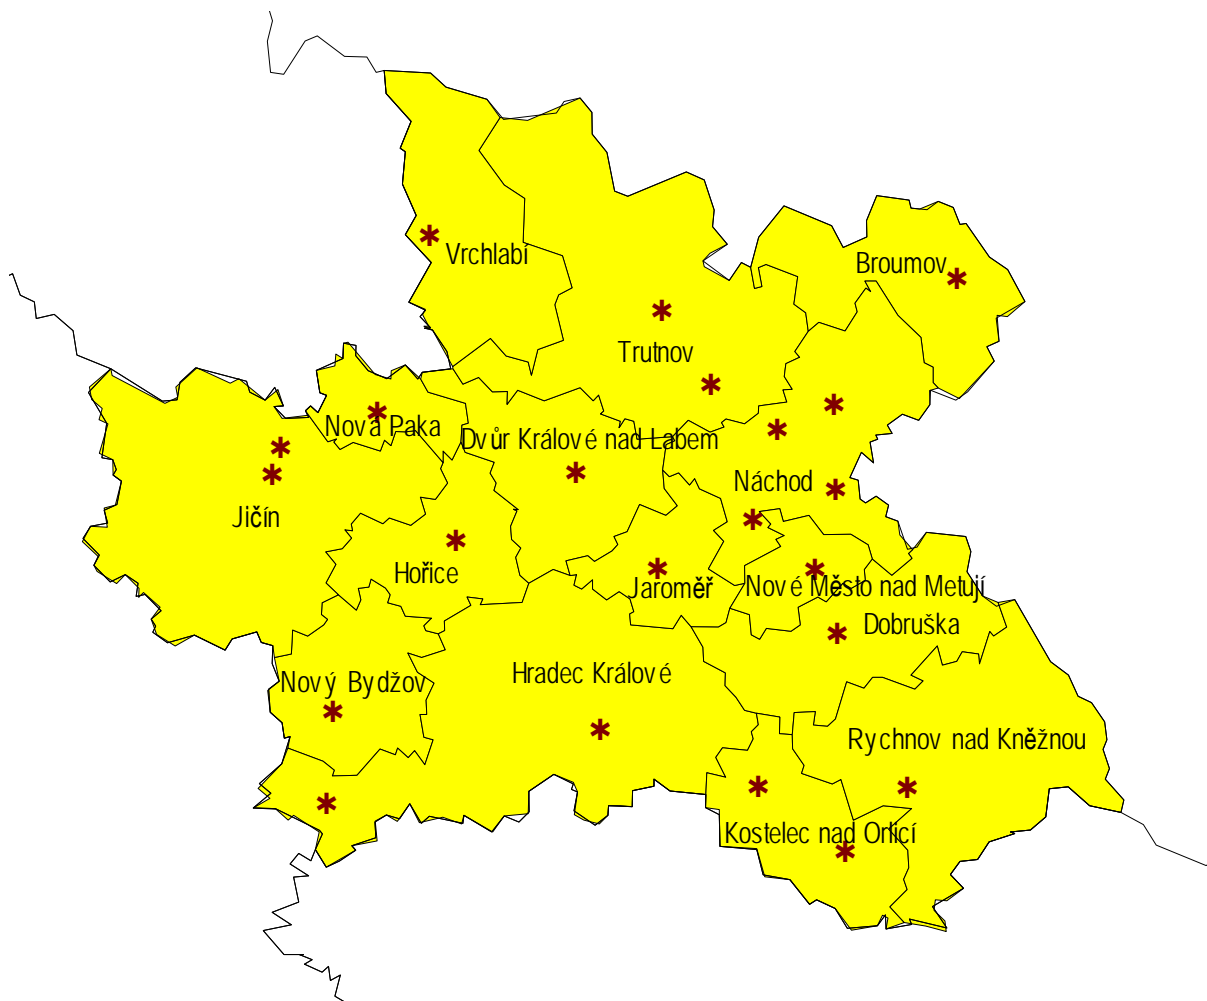 Vrchlabí
Broumov
Trutnov
Nová Paka
Dvůr Králové nad Labem
Náchod
Jičín
Hořice
Jaroměř
Nové Město nad Metují
Dobruška
Hradec Králové
Nový Bydžov
Rychnov nad Kněžnou
Kostelec nad Orlicí